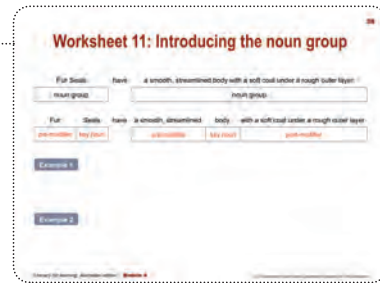 28
Worksheet 11: Introducing the noun group
Fur Seals have a smooth, streamlined body with a soft coat under a rough outer layer.
noun group noun group
Fur Seals have a smooth, streamlined body with a soft coat under a rough outer layer
pre-modifier key noun pre-modifier key noun post-modifier
Example 1
Example 2